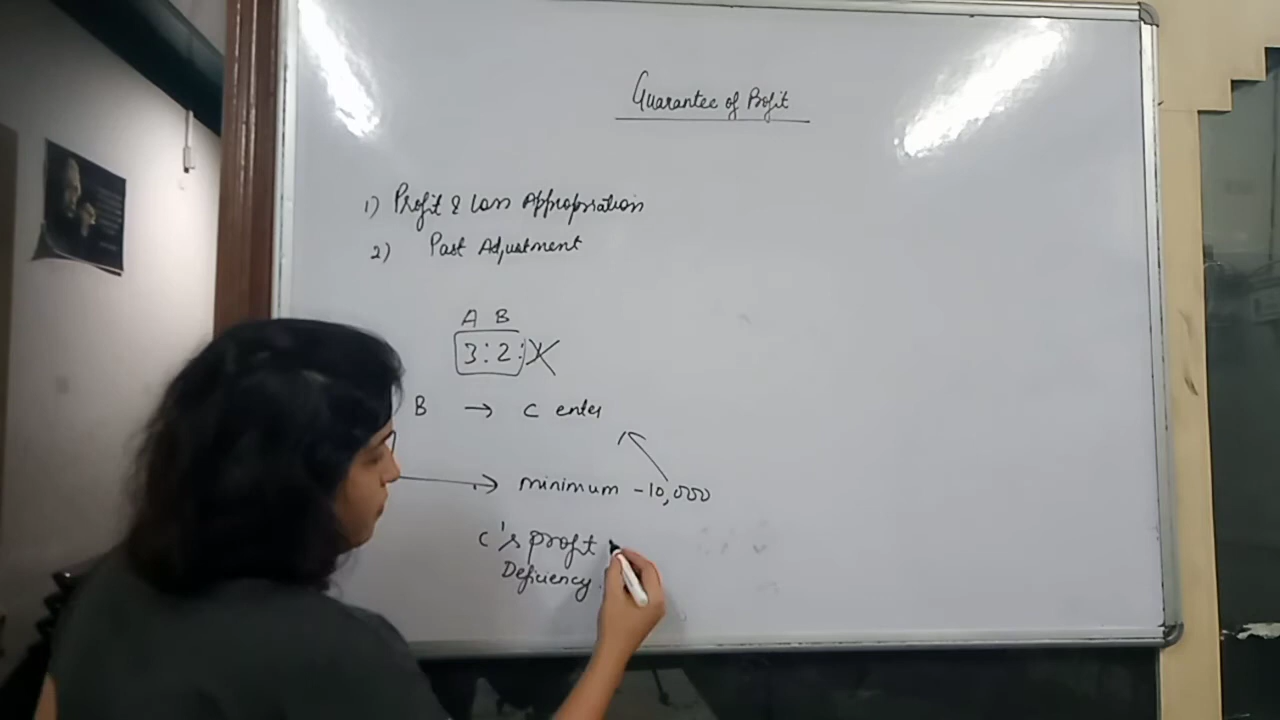 Guarantee of Profit
1) Profit & Loss Appropriation
2) Past Adjustment
A B
3:2:
B → C enter
→ minimum - 10,000
C's profit
Deficiency